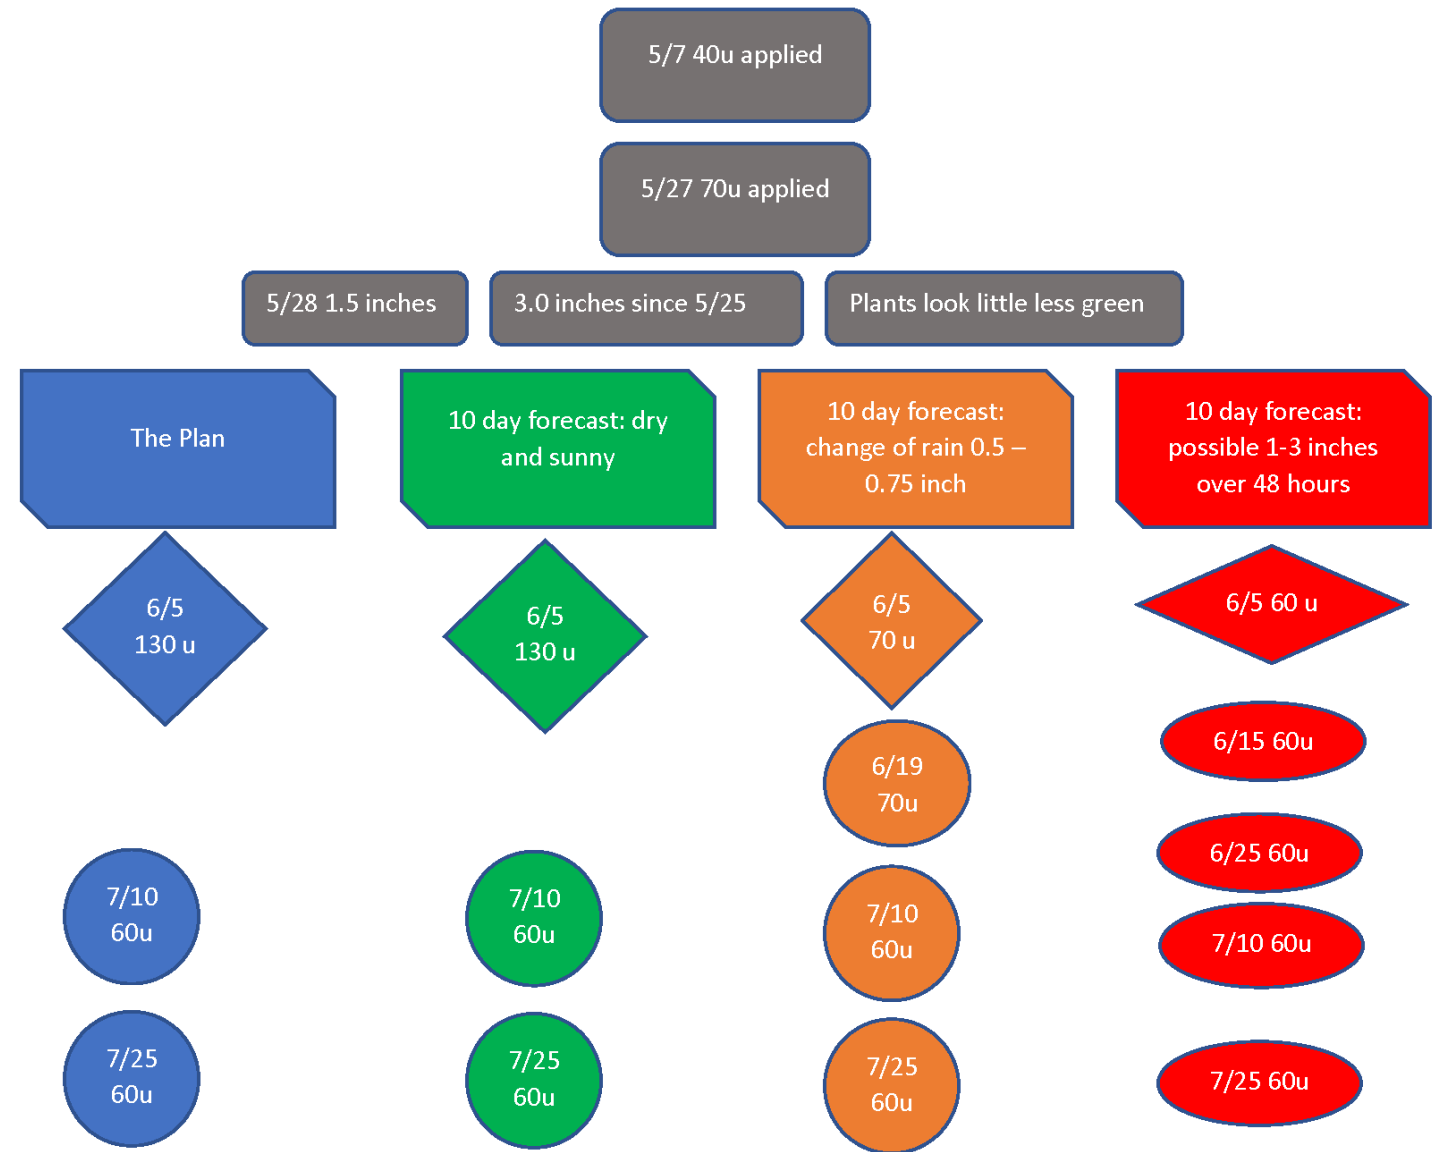 5/7 40u applied
5/27 70u applied
5/28 1.5 inches
3.0 inches since 5/25
Plants look little less green
The Plan
10 day forecast: dry
and sunny
10 day forecast:
change of rain 0.5 –
0.75 inch
10 day forecast:
possible 1-3 inches
over 48 hours
6/5
130 u
6/5
130 u
6/5
70 u
6/5 60 u
6/19
70u
6/15 60u
6/25 60u
7/10
60u
7/10
60u
7/10
60u
7/10 60u
7/25
60u
7/25
60u
7/25
60u
7/25 60u